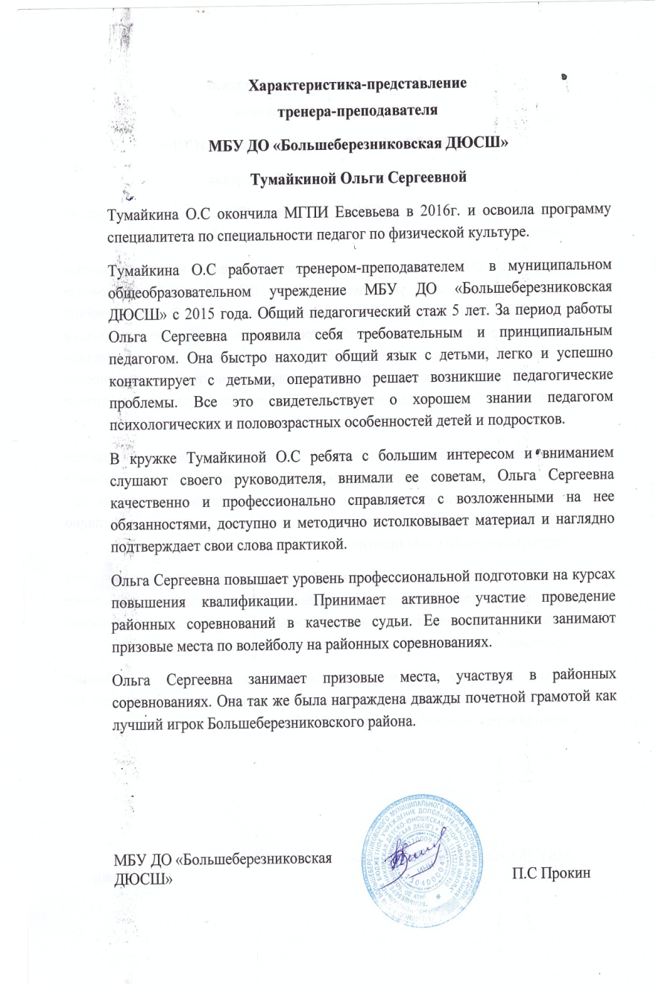 Характеристика-представление
тренера-преподавателя
МБУ ДО «Большеберезниковская ДЮСШ»
Тумайкиной Ольги Сергеевной
Тумайкина О.С окончила МГПИ Евсевьева в 2016г. и освоила программу
специалитета по специальности педагог по физической культуре.
Тумайкина О.С работает тренером-преподавателем в муниципальном
общеобразовательном учреждение МБУ ДО «Большеберезниковская
ДЮСШ» с 2015 года. Общий педагогический стаж 5 лет. За период работы
Ольга Сергеевна проявила себя требовательным и принципиальным
педагогом. Она быстро находит общий язык с детьми, легко и успешно
контактирует с детьми, оперативно решает возникшие педагогические
проблемы. Все это свидетельствует о хорошем знании педагогом
психологических и половозрастных особенностей детей и подростков.
В кружке Тумайкиной О.С ребята с большим интересом и вниманием
слушают своего руководителя, внимали ее советам, Ольга Сергеевна
качественно и профессионально справляется с возложенными на нее
обязанностями, доступно и методично истолковывает материал и наглядно
подтверждает свои слова практикой.
Ольга Сергеевна повышает уровень профессиональной подготовки на курсах
повышения квалификации. Принимает активное участие проведение
районных соревнований в качестве судьи. Ее воспитанники занимают
призовые места по волейболу на районных соревнованиях.
Ольга Сергеевна занимает призовые места, участвуя в районных
соревнованиях. Она так же была награждена дважды почетной грамотой как
лучший игрок Большеберезниковского района.
МБУ ДО «Большеберезниковская
ДЮСШ»
П.С Прокин